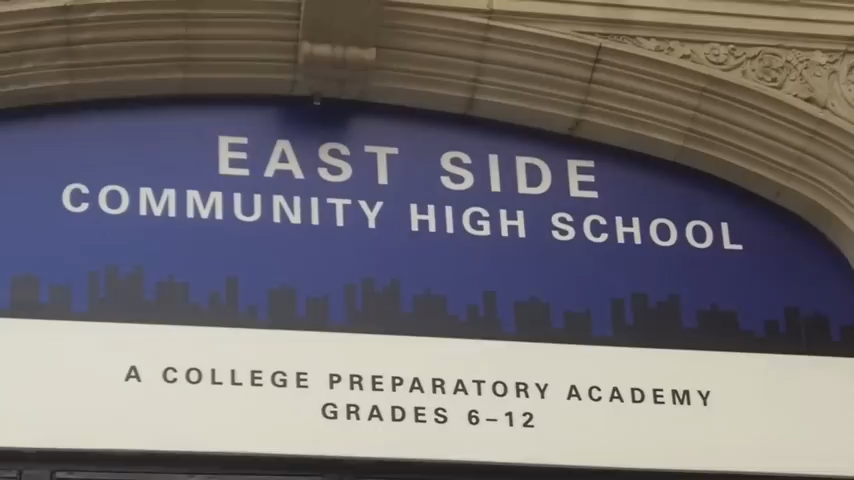 EAST SIDE
COMMUNITY HIGH SCHOOL
A COLLEGE PREPARATORY ACADEMY
GRADES 6–12